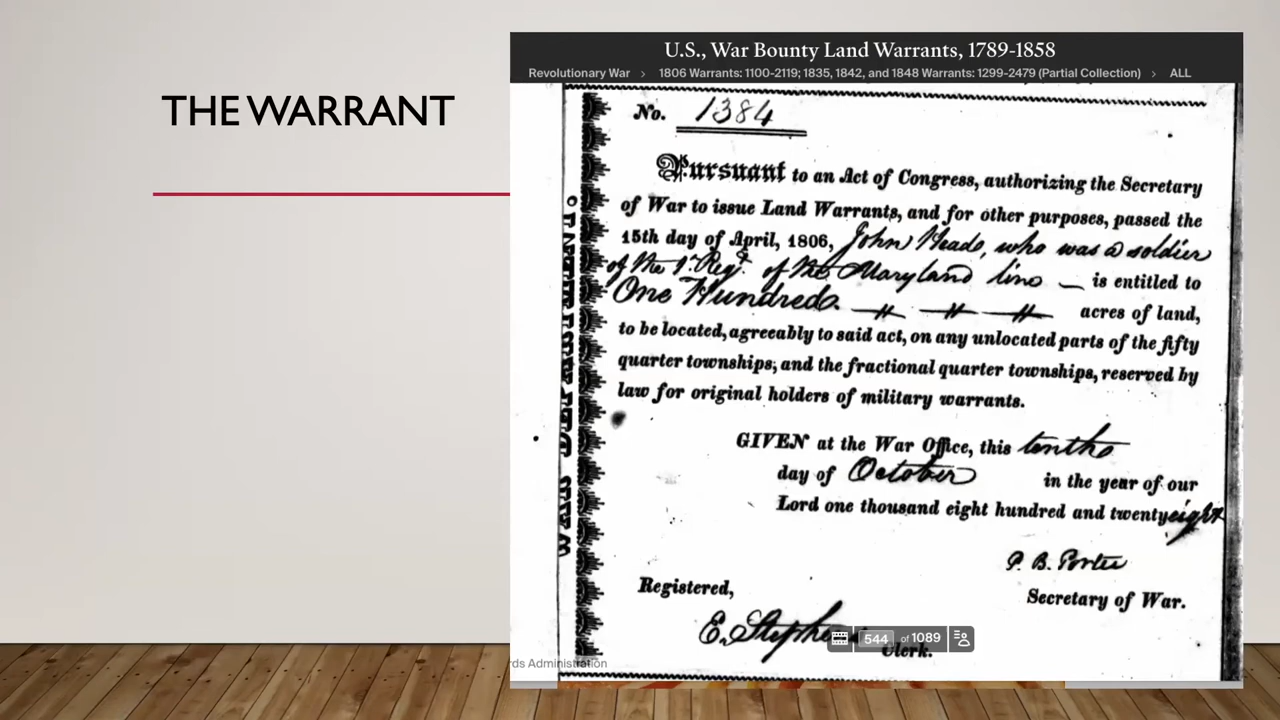 THE WARRANT
U.S., War Bounty Land Warrants, 1789-1858
Revolutionary War > 1806 Warrants: 1100-2119; 1835, 1842, and 1848 Warrants: 1299-2479 (Partial Collection) > ALL
No. 1384
Pursuant to an Act of Congress, authorizing the Secretary
of War to issue Land Warrants, and for other purposes, passed the
15th day of April, 1806, John Meade, who was a soldier
of the 1st Regt. of the Maryland line — is entitled to
One Hundred acres of land,
to be located, agreeably to said act, on any unlocated parts of the fifty
quarter townships, and the fractional quarter townships, reserved by
law for original holders of military warrants.
GIVEN at the War Office, this tenth
day of October in the year of our
Lord one thousand eight hundred and twenty eight
P. B. Porter
Registered,
Secretary of War.
E. Stephe
544 of 1089
Clerk.
rds Administration